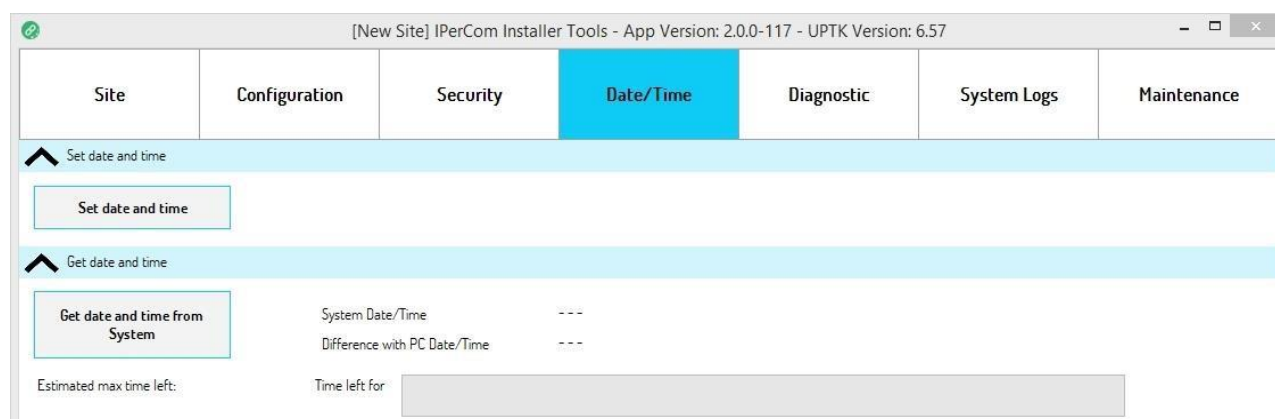 [New Site] IPerCom Installer Tools - App Version: 2.0.0-117 - UPTK Version: 6.57
Site Configuration Security Date/Time Diagnostic System Logs Maintenance
Set date and time
Set date and time
Get date and time
Get date and time from
System
System Date/Time ---
Difference with PC Date/Time ---
Estimated max time left: Time left for